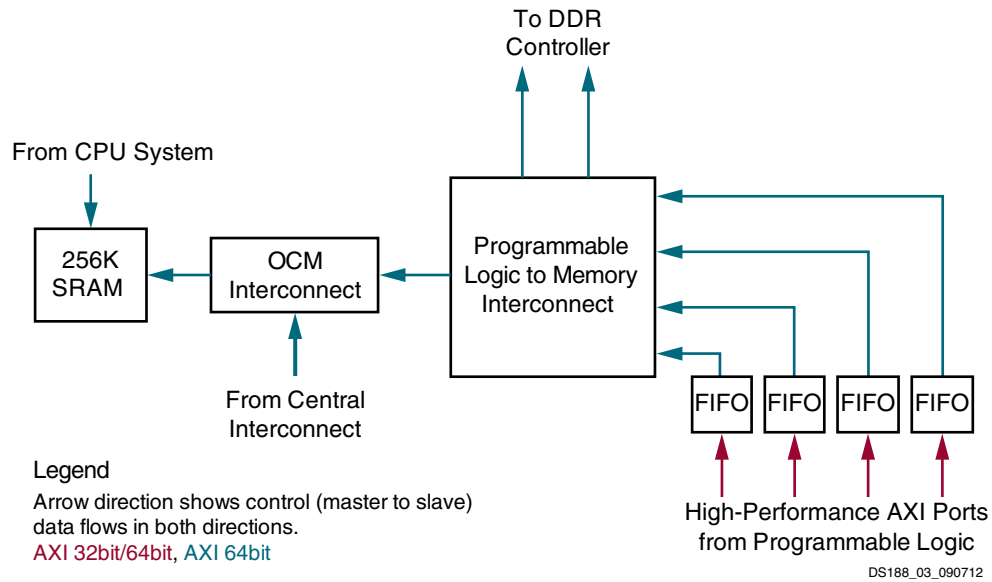 To DDR
Controller
From CPU System
256K
SRAM
OCM
Interconnect
Programmable
Logic to Memory
Interconnect
From Central
Interconnect
FIFO FIFO FIFO FIFO
High-Performance AXI Ports
from Programmable Logic
Legend
Arrow direction shows control (master to slave)
data flows in both directions.
AXI 32bit/64bit, AXI 64bit
DS188_03_090712